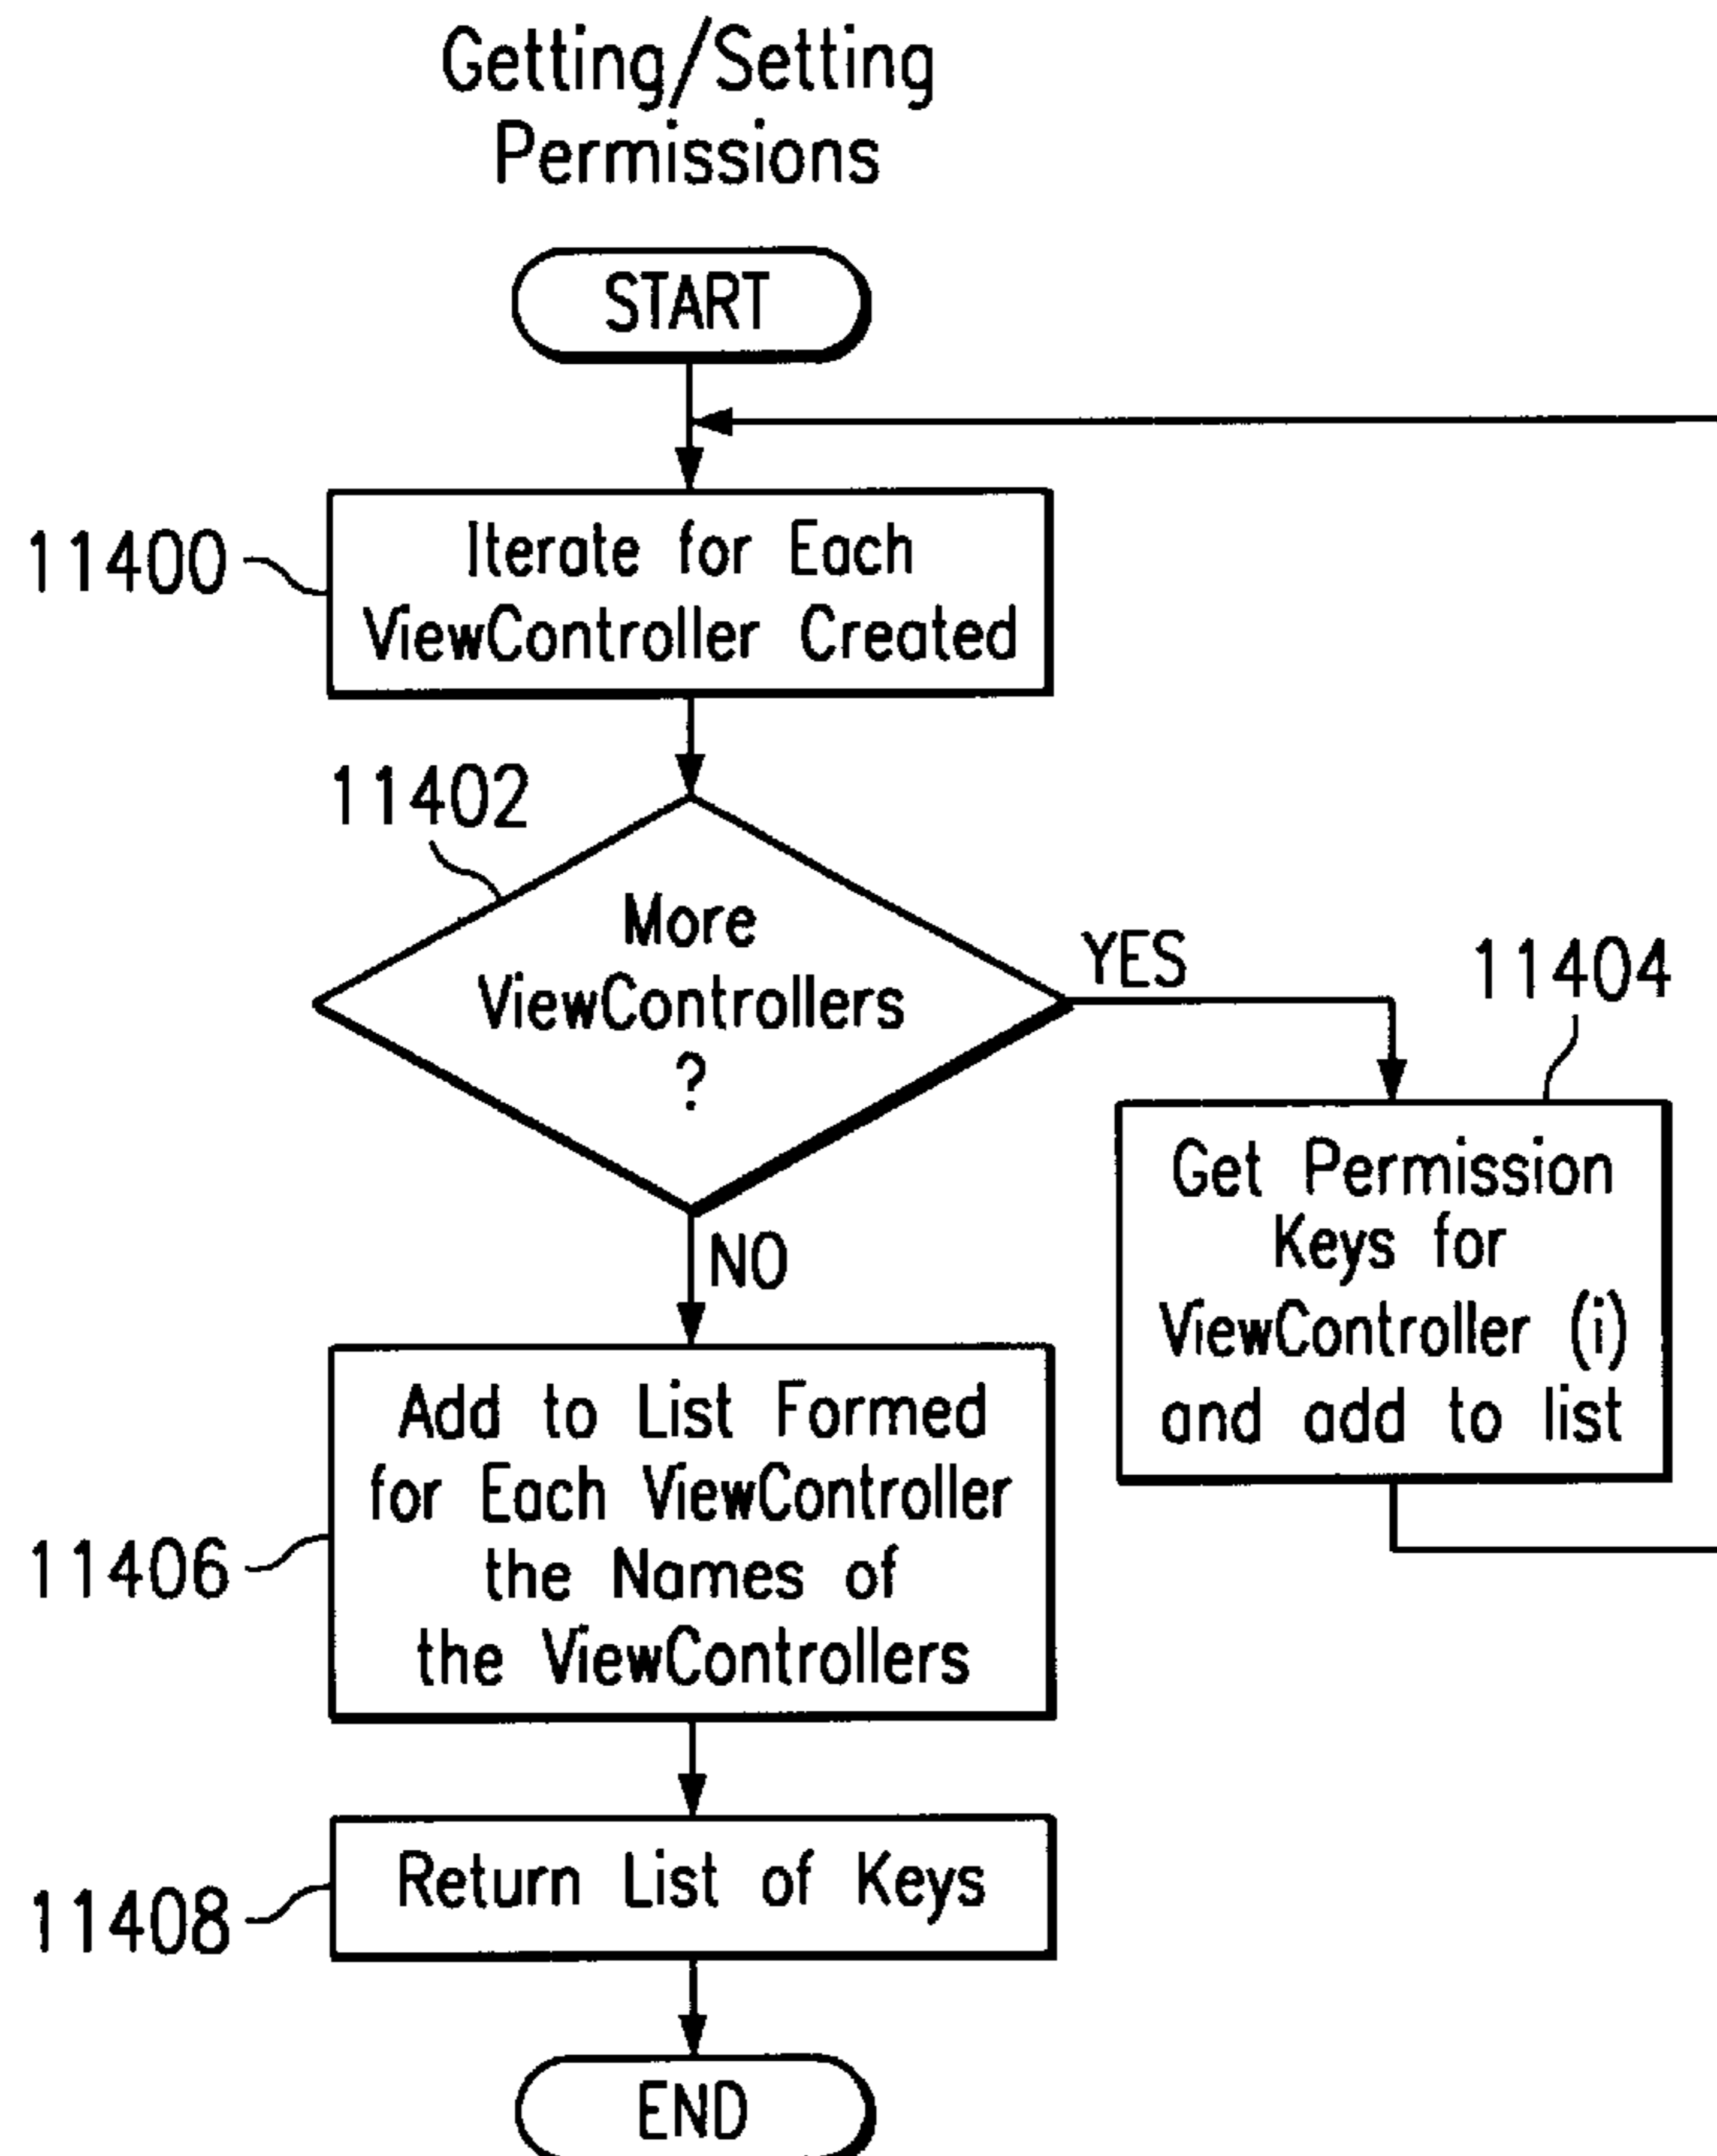 Getting/Setting
Permissions
START
11400
Iterate for Each
ViewController Created
11402
More
ViewControllers
?
YES
NO
11404
Get Permission
Keys for
ViewController (i)
and add to list
11406
Add to List Formed
for Each ViewController
the Names of
the ViewControllers
11408
Return List of Keys
END